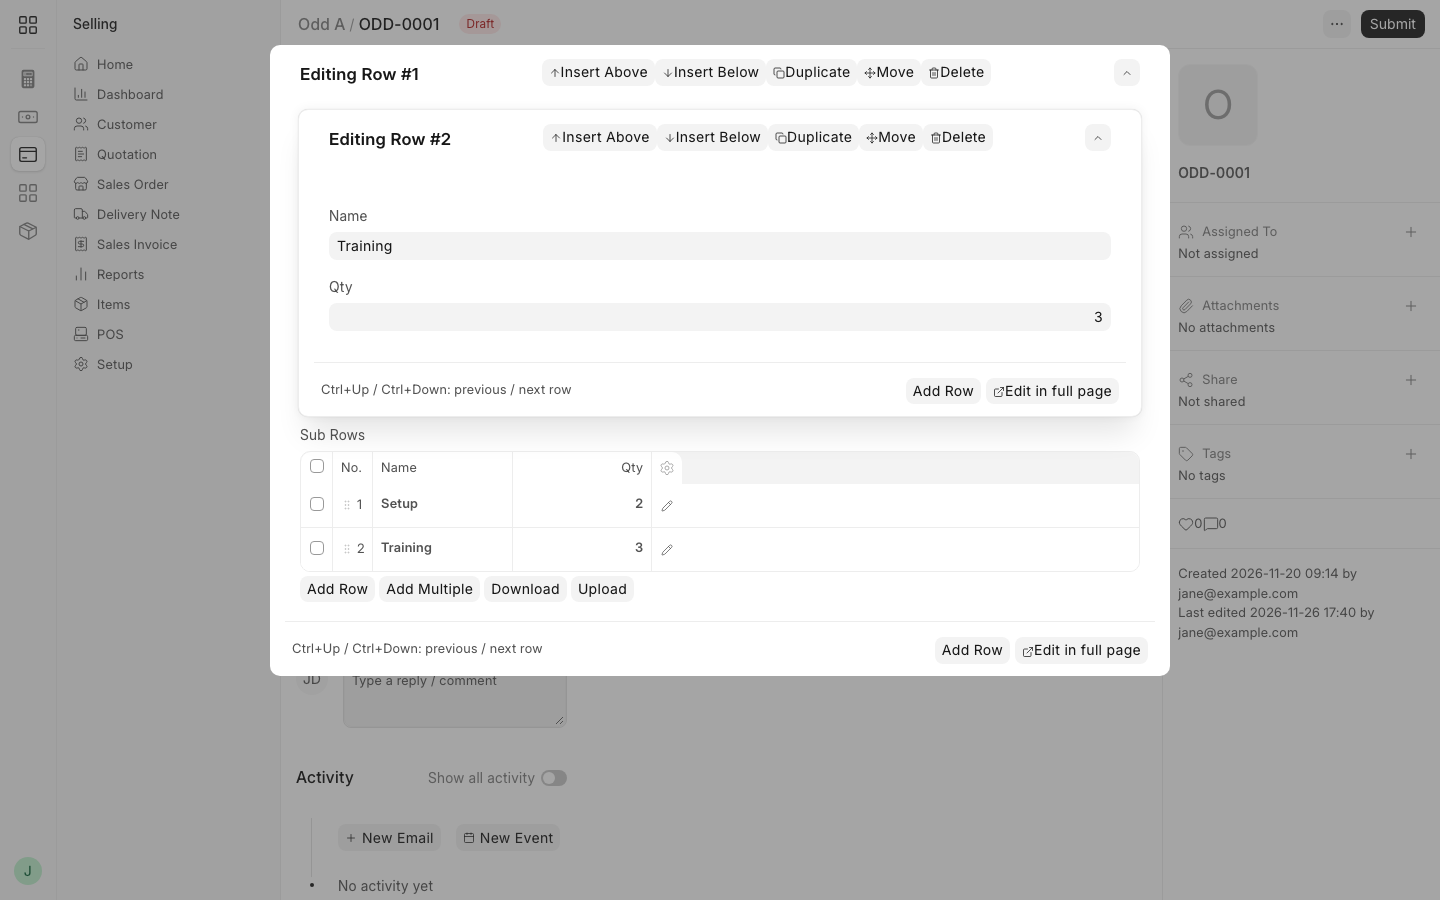 Selling
Odd A / ODD-0001 Draft
Submit
Home
Dashboard
Customer
Quotation
Sales Order
Delivery Note
Sales Invoice
Reports
Items
POS
Setup
J
Editing Row #1
Insert Above Insert Below Duplicate Move Delete
Editing Row #2
Insert Above Insert Below Duplicate Move Delete
Name
Training
Qty
3
Ctrl+Up / Ctrl+Down: previous / next row
Add Row Edit in full page
Sub Rows
No. Name Qty
1 Setup 2
2 Training 3
Add Row Add Multiple Download Upload
Ctrl+Up / Ctrl+Down: previous / next row
Add Row Edit in full page
JD
Type a reply / comment
Activity
Show all activity
New Email New Event
No activity yet
O
ODD-0001
Assigned To
Not assigned
Attachments
No attachments
Share
Not shared
Tags
No tags
0 0
Created 2026-11-20 09:14 by
jane@example.com
Last edited 2026-11-26 17:40 by
jane@example.com